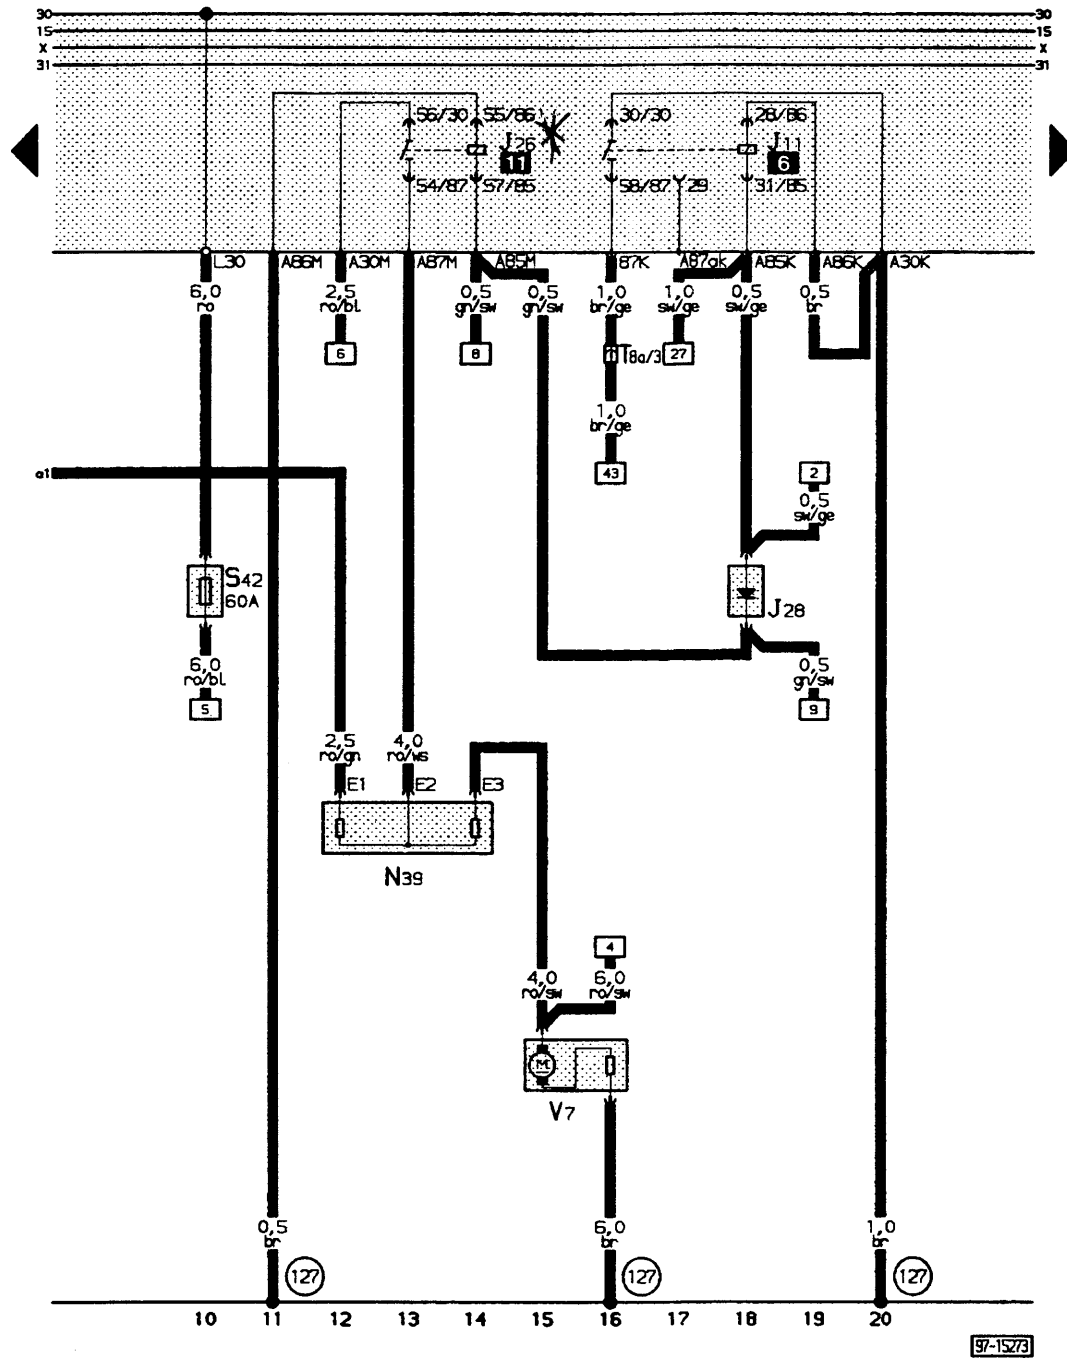 30 30
15 15
X X
31 31
56/30 55/86 30/30 28/86
J26 J11
11 6
54/87 57/85 58/87 29 31/85
L30 A86M A30M A87M A85M 87K A87ak A85K A86K A30K
6,0 2,5 0,5 0,5 1,0 1,0 0,5 0,5
ro ro/bl gn/sw gn/sw br/ge sw/ge sw/ge br
6 8 T8a/3 27
1,0
br/ge
a1 43 2
0,5
sw/ge
S42
60A
J28
6,0 0,5
ro/bl gn/sw
5 9
2,5 4,0
ro/gn ro/ws
E1 E2 E3
N39
4
4,0 6,0
ro/sw ro/sw
M
V7
0,5 6,0 1,0
br br br
127 127 127
10 11 12 13 14 15 16 17 18 19 20
97-15273